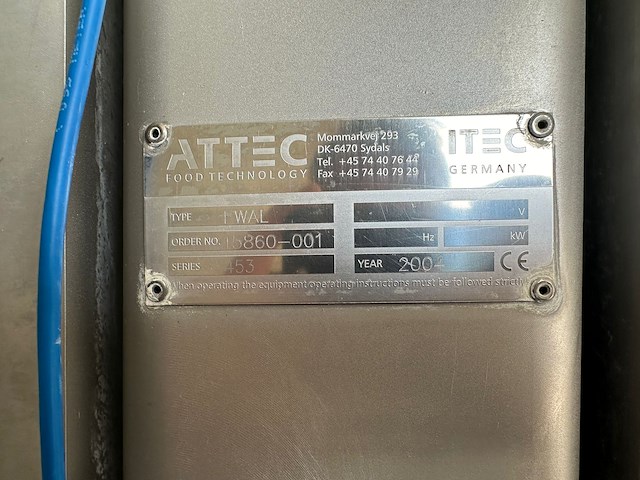 ATTEC
FOOD TECHNOLOGY
Mommarkvej 293
DK-6470 Sydals
Tel. +45 74 40 76 44
Fax +45 74 40 79 29
ITEC
GERMANY
TYPE
V
ORDER NO. 860-001
Hz
kW
SERIES 453
YEAR CE
When operating the equipment operating instructions must be followed strictly